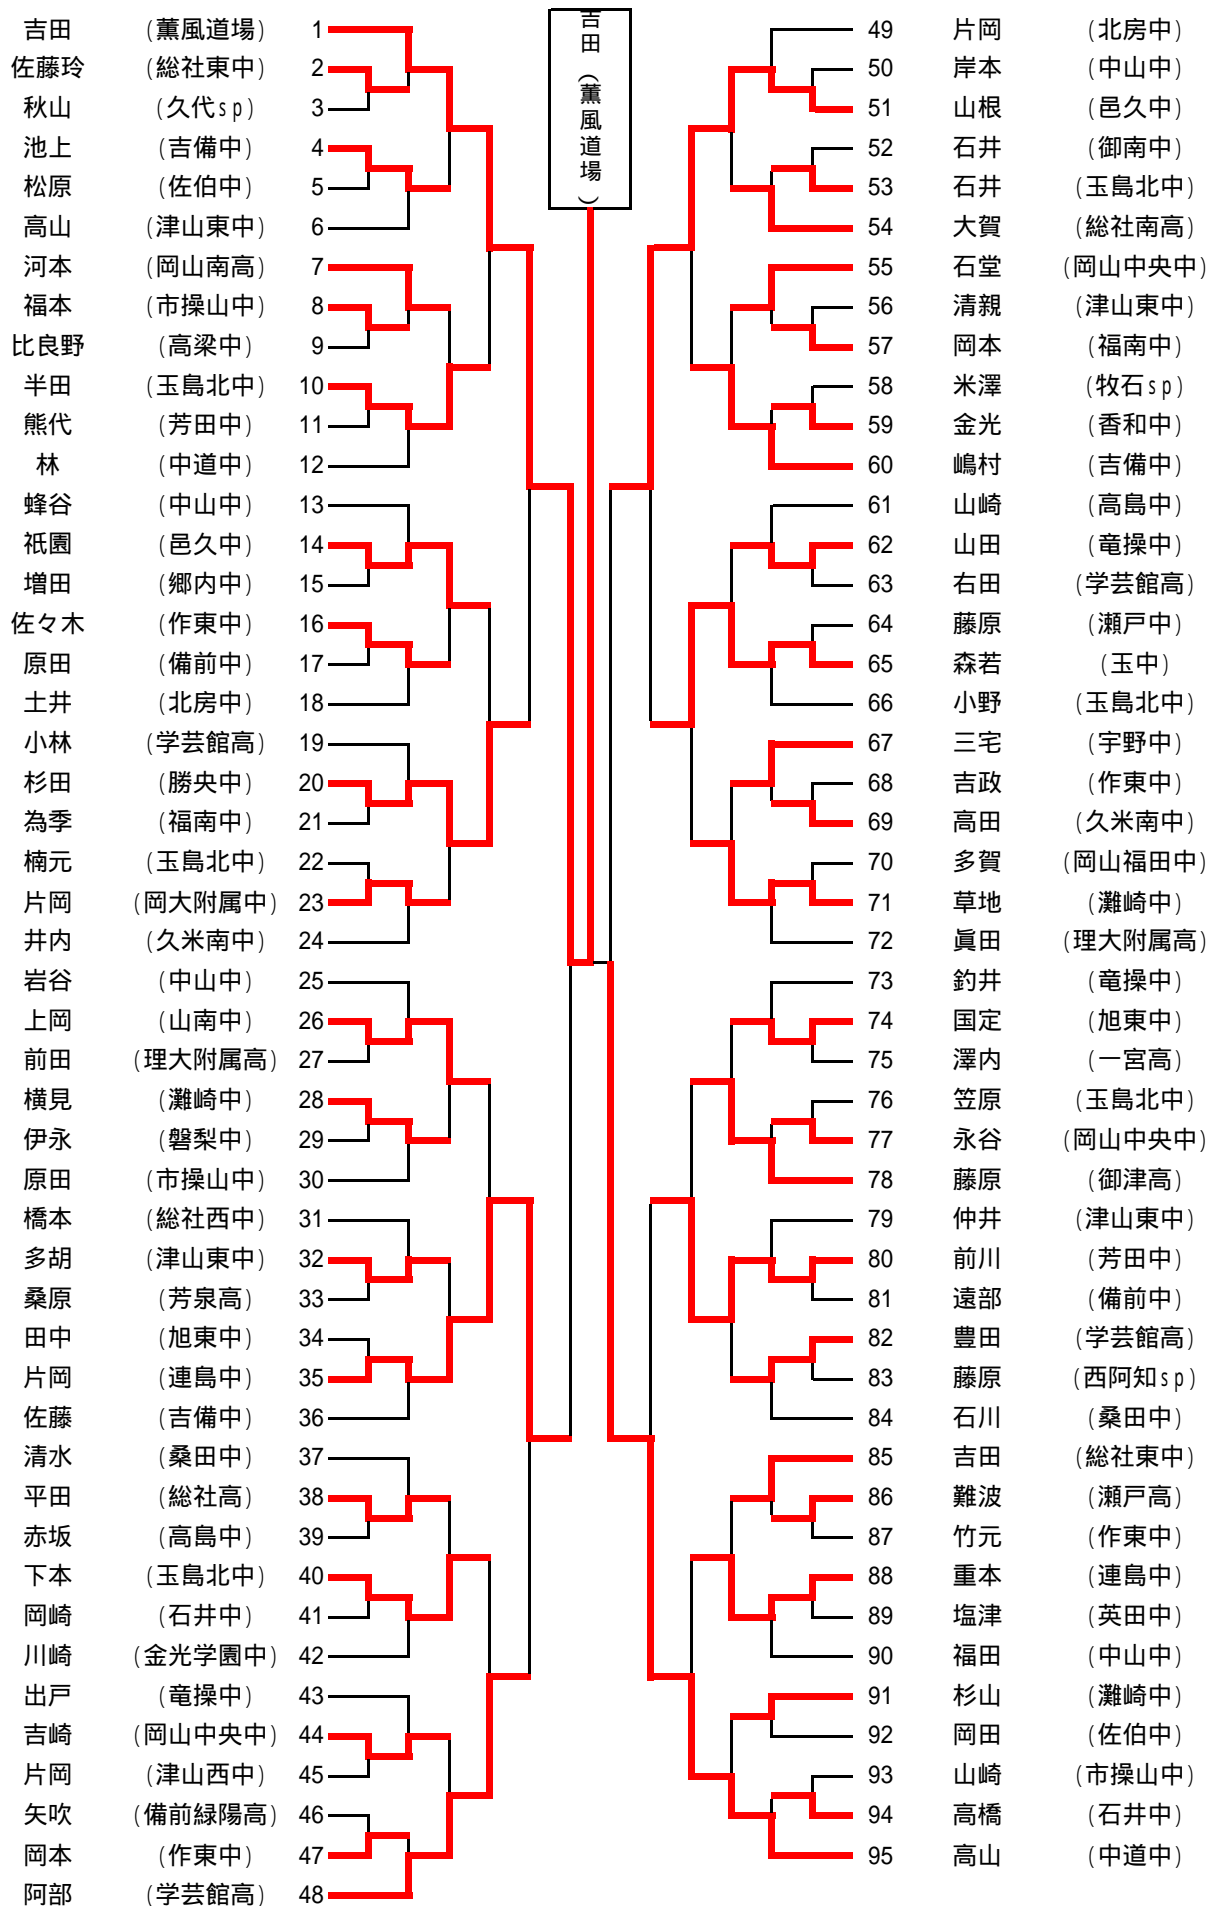 吉田 (薫風道場)
吉田 (薫風道場) 1
佐藤玲 (総社東中) 2
秋山 (久代sp) 3
池上 (吉備中) 4
松原 (佐伯中) 5
高山 (津山東中) 6
河本 (岡山南高) 7
福本 (市操山中) 8
比良野 (高梁中) 9
半田 (玉島北中) 10
熊代 (芳田中) 11
林 (中道中) 12
蜂谷 (中山中) 13
祇園 (邑久中) 14
増田 (郷内中) 15
佐々木 (作東中) 16
原田 (備前中) 17
土井 (北房中) 18
小林 (学芸館高) 19
杉田 (勝央中) 20
為季 (福南中) 21
楠元 (玉島北中) 22
片岡 (岡大附属中) 23
井内 (久米南中) 24
岩谷 (中山中) 25
上岡 (山南中) 26
前田 (理大附属高) 27
横見 (灘崎中) 28
伊永 (磐梨中) 29
原田 (市操山中) 30
橋本 (総社西中) 31
多胡 (津山東中) 32
桑原 (芳泉高) 33
田中 (旭東中) 34
片岡 (連島中) 35
佐藤 (吉備中) 36
清水 (桑田中) 37
平田 (総社高) 38
赤坂 (高島中) 39
下本 (玉島北中) 40
岡崎 (石井中) 41
川崎 (金光学園中) 42
出戸 (竜操中) 43
吉崎 (岡山中央中) 44
片岡 (津山西中) 45
矢吹 (備前緑陽高) 46
岡本 (作東中) 47
阿部 (学芸館高) 48
49 片岡 (北房中)
50 岸本 (中山中)
51 山根 (邑久中)
52 石井 (御南中)
53 石井 (玉島北中)
54 大賀 (総社南高)
55 石堂 (岡山中央中)
56 清親 (津山東中)
57 岡本 (福南中)
58 米澤 (牧石sp)
59 金光 (香和中)
60 嶋村 (吉備中)
61 山崎 (高島中)
62 山田 (竜操中)
63 右田 (学芸館高)
64 藤原 (瀬戸中)
65 森若 (玉中)
66 小野 (玉島北中)
67 三宅 (宇野中)
68 吉政 (作東中)
69 高田 (久米南中)
70 多賀 (岡山福田中)
71 草地 (灘崎中)
72 眞田 (理大附属高)
73 釣井 (竜操中)
74 国定 (旭東中)
75 澤内 (一宮高)
76 笠原 (玉島北中)
77 永谷 (岡山中央中)
78 藤原 (御津高)
79 仲井 (津山東中)
80 前川 (芳田中)
81 遠部 (備前中)
82 豊田 (学芸館高)
83 藤原 (西阿知sp)
84 石川 (桑田中)
85 吉田 (総社東中)
86 難波 (瀬戸高)
87 竹元 (作東中)
88 重本 (連島中)
89 塩津 (英田中)
90 福田 (中山中)
91 杉山 (灘崎中)
92 岡田 (佐伯中)
93 山崎 (市操山中)
94 高橋 (石井中)
95 高山 (中道中)